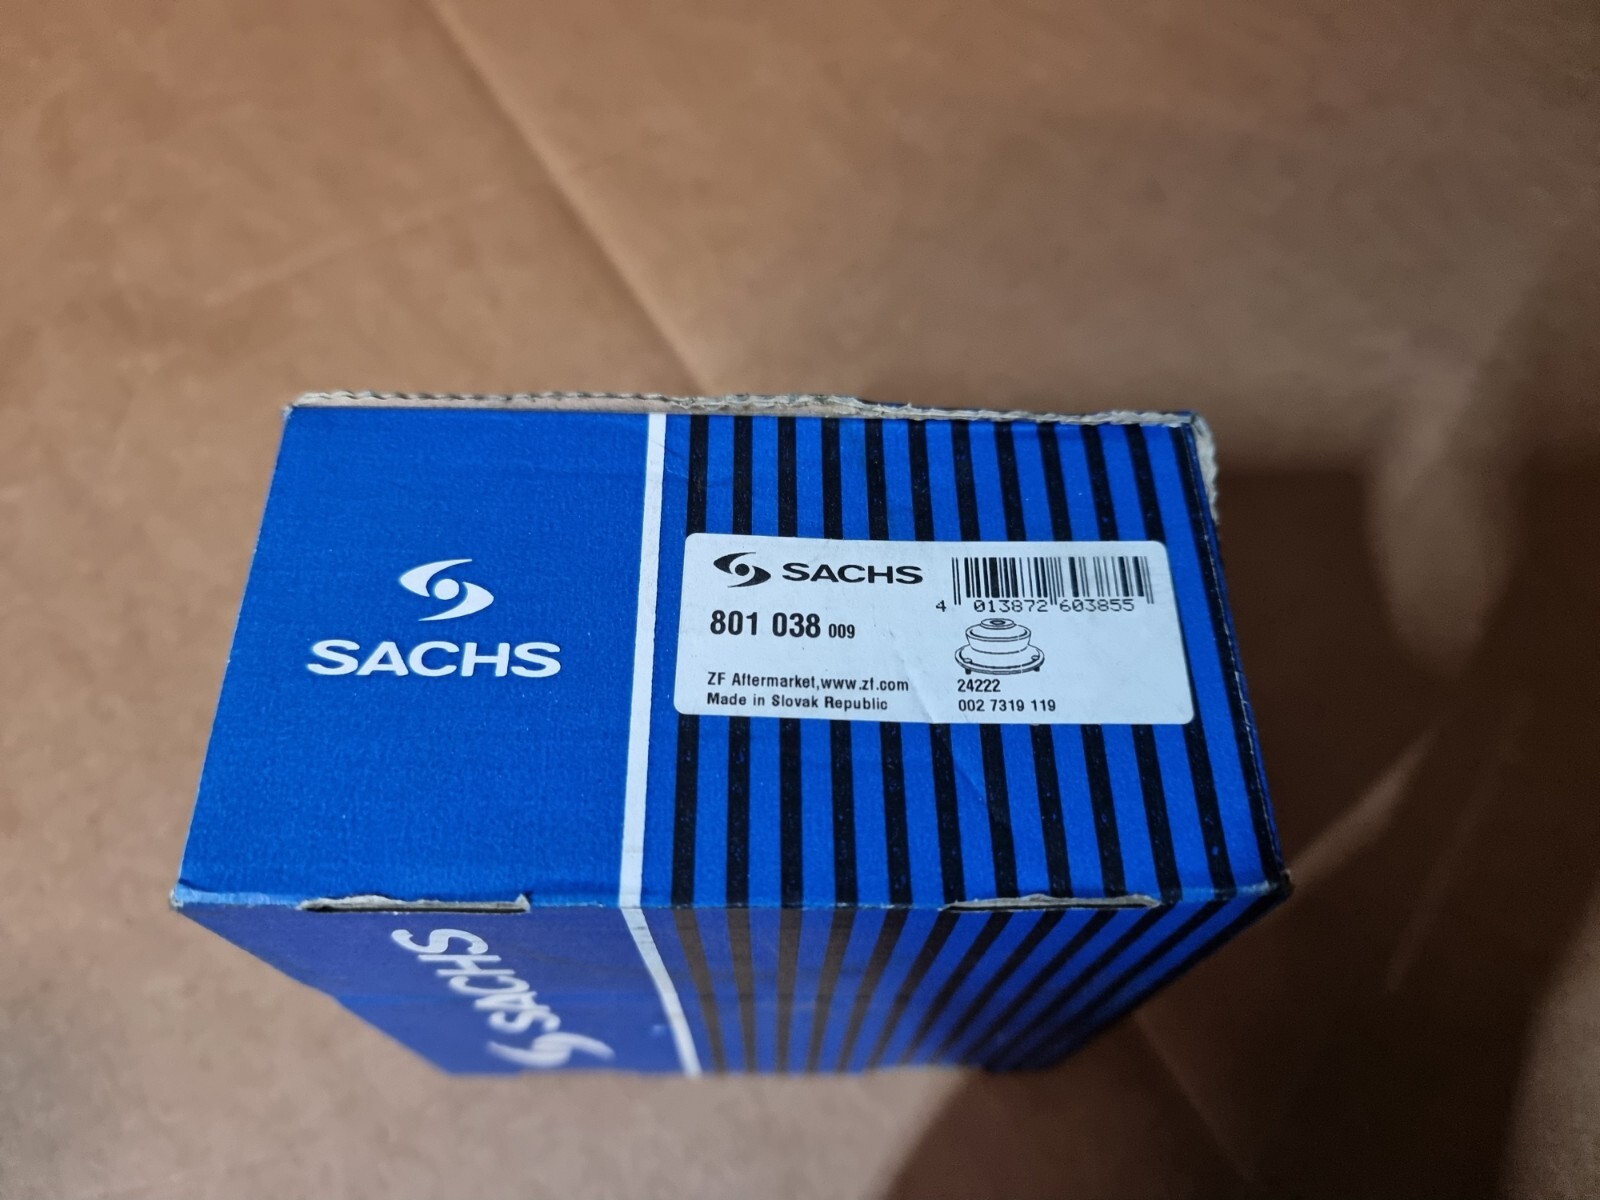 SACHS
SACHS
4 013872 603855
801 038 009
ZF Aftermarket,www.zf.com
Made in Slovak Republic
24222
002 7319 119
SACHS